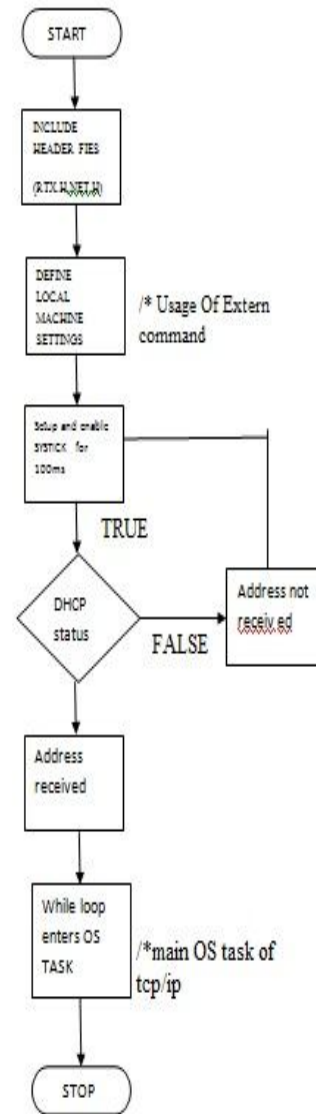 START
INCLUDE
HEADER FIES
(RTX.H,NET.H)
DEFINE
LOCAL
MACHINE
SETTINGS
/* Usage Of Extern
command
Setup and enable
SYSTICK for
100ms
TRUE
DHCP
status
FALSE
Address not
receiv ed
Address
received
While loop
enters OS
TASK
/*main OS task of
tcp/ip
STOP